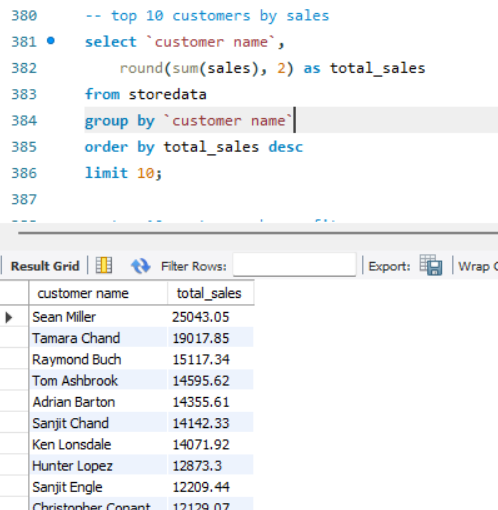 380 -- top 10 customers by sales
381 select `customer name`,
382 round(sum(sales), 2) as total_sales
383 from storedata
384 group by `customer name`
385 order by total_sales desc
386 limit 10;
387
Result Grid Filter Rows: Export: Wrap
customer name total_sales
Sean Miller 25043.05
Tamara Chand 19017.85
Raymond Buch 15117.34
Tom Ashbrook 14595.62
Adrian Barton 14355.61
Sanjit Chand 14142.33
Ken Lonsdale 14071.92
Hunter Lopez 12873.3
Sanjit Engle 12209.44
Christopher Conant 12129.07